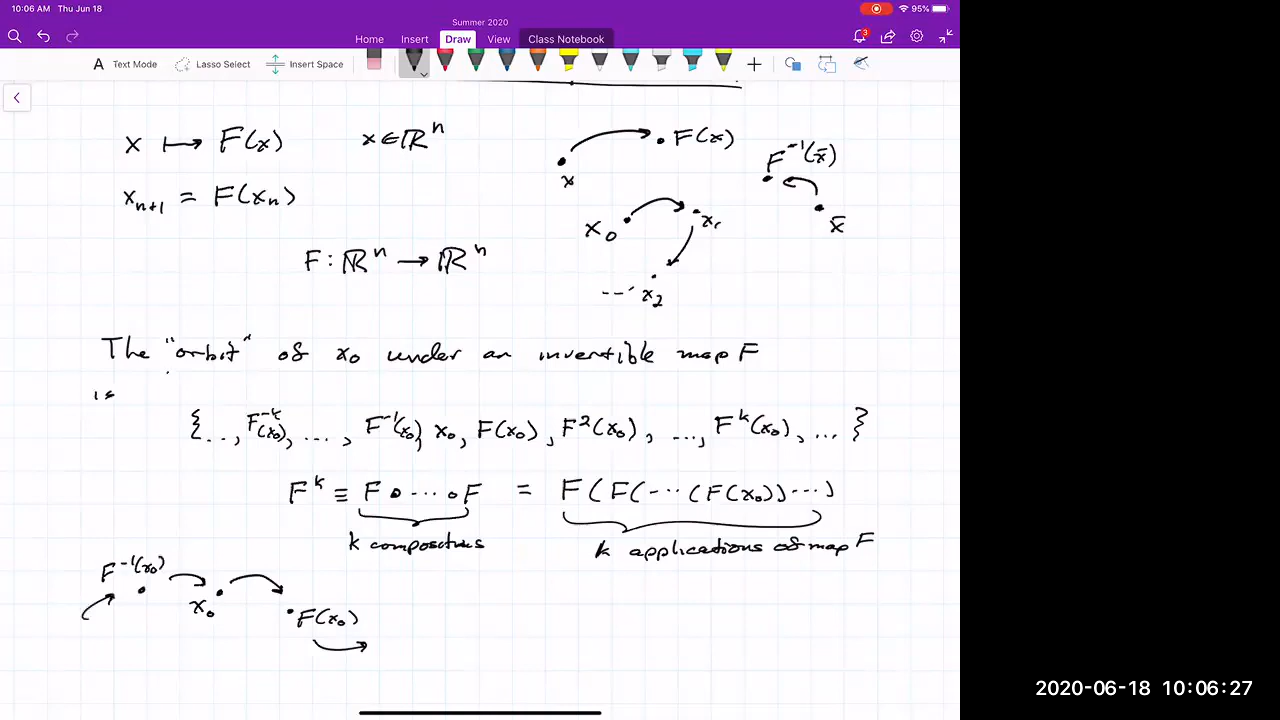 10:06 AM Thu Jun 18
95%
Summer 2020
Home Insert Draw View Class Notebook
3
A Text Mode Lasso Select Insert Space
x ↦ F(x) x ∈ ℝⁿ
xₙ₊₁ = F(xₙ)
F : ℝⁿ → ℝⁿ
x F(x)
F⁻¹(x̄)
x̄
x₀ x₁
... x₂
The "orbit" of x₀ under an invertible map F
is
{ ..., F⁻ᵏ(x₀), ..., F⁻¹(x₀), x₀, F(x₀), F²(x₀), ..., Fᵏ(x₀), ... }
Fᵏ ≡ F ∘ ⋯ ∘ F = F(F(⋯(F(x₀))⋯)
k compositions k applications of map F
F⁻¹(x₀)
x₀
F(x₀)
2020-06-18 10:06:27